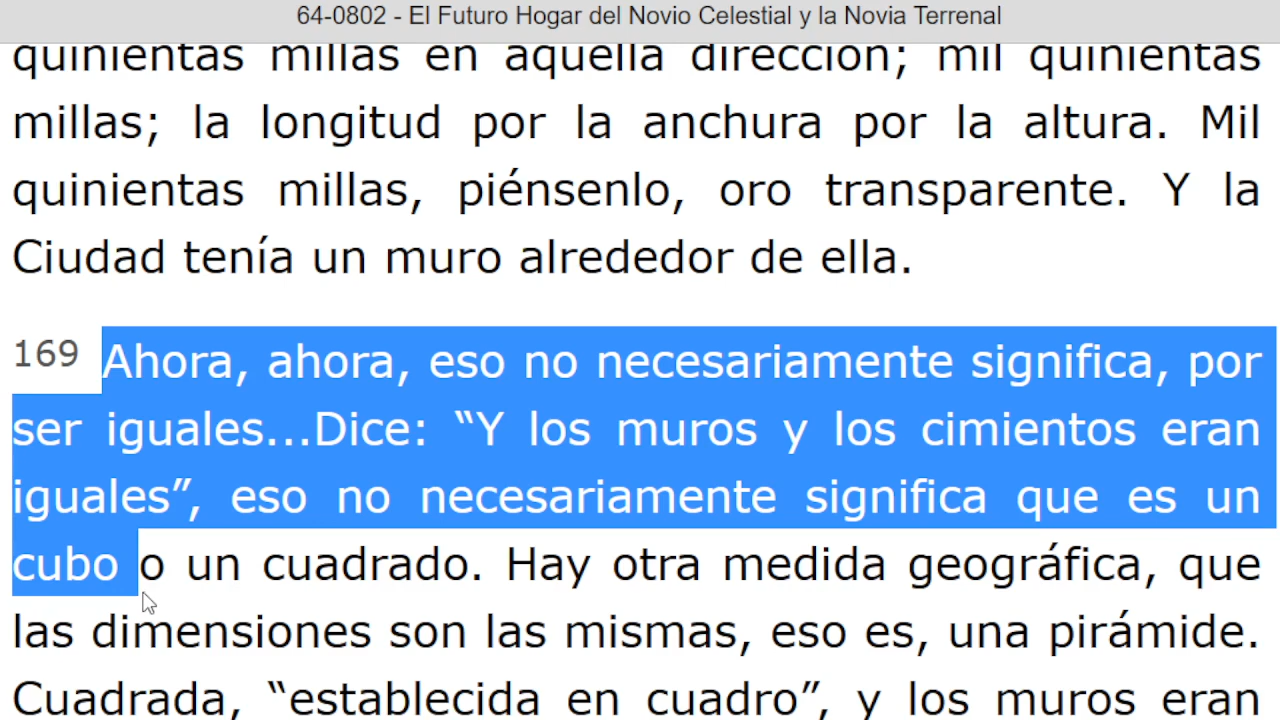 64-0802 - El Futuro Hogar del Novio Celestial y la Novia Terrenal
quinientas millas en aquella dirección; mil quinientas
millas; la longitud por la anchura por la altura. Mil
quinientas millas, piénsenlo, oro transparente. Y la
Ciudad tenía un muro alrededor de ella.
169 Ahora, ahora, eso no necesariamente significa, por
ser iguales...Dice: “Y los muros y los cimientos eran
iguales”, eso no necesariamente significa que es un
cubo o un cuadrado. Hay otra medida geográfica, que
las dimensiones son las mismas, eso es, una pirámide.
Cuadrada, “establecida en cuadro”, y los muros eran